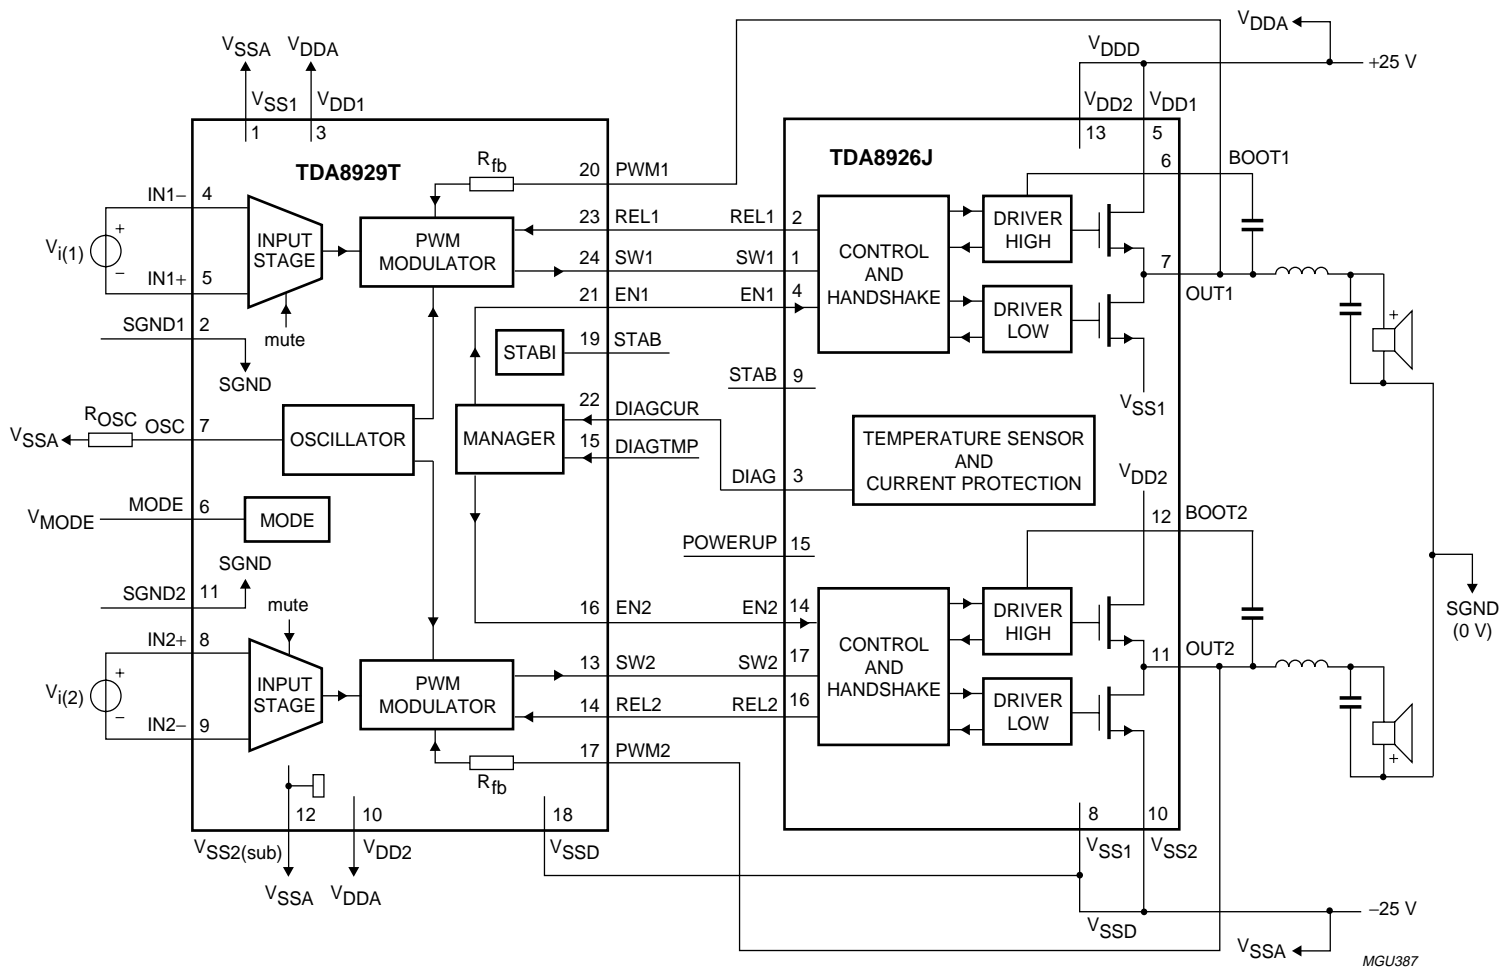 VSSA VDDA
VSS1 VDD1
1 3
TDA8929T
Rfb
20 PWM1
VDDD
VDD2 VDD1
13 5
VDDA
+25 V
TDA8926J
6 BOOT1
IN1− 4
Vi(1)
+
−
IN1+ 5
INPUT
STAGE
mute
PWM
MODULATOR
23 REL1
24 SW1
21 EN1
REL1 2
SW1 1
EN1 4
CONTROL
AND
HANDSHAKE
DRIVER
HIGH
DRIVER
LOW
7
OUT1
+
SGND1 2
SGND
STABI
19 STAB
STAB 9
VSS1
ROSC
VSSA
OSC 7
OSCILLATOR
MANAGER
22 DIAGCUR
15 DIAGTMP
DIAG 3
TEMPERATURE SENSOR
AND
CURRENT PROTECTION
VDD2
12 BOOT2
VMODE
MODE 6
MODE
POWERUP 15
SGND
SGND2 11
mute
IN2+ 8
Vi(2)
+
−
IN2− 9
INPUT
STAGE
PWM
MODULATOR
16 EN2
13 SW2
14 REL2
17 PWM2
Rfb
EN2 14
SW2 17
REL2 16
CONTROL
AND
HANDSHAKE
DRIVER
HIGH
DRIVER
LOW
11 OUT2
+
SGND
(0 V)
12 10 18
VSS2(sub) VDD2 VSSD
VSSA VDDA
8 10
VSS1 VSS2
VSSD
−25 V
VSSA
MGU387